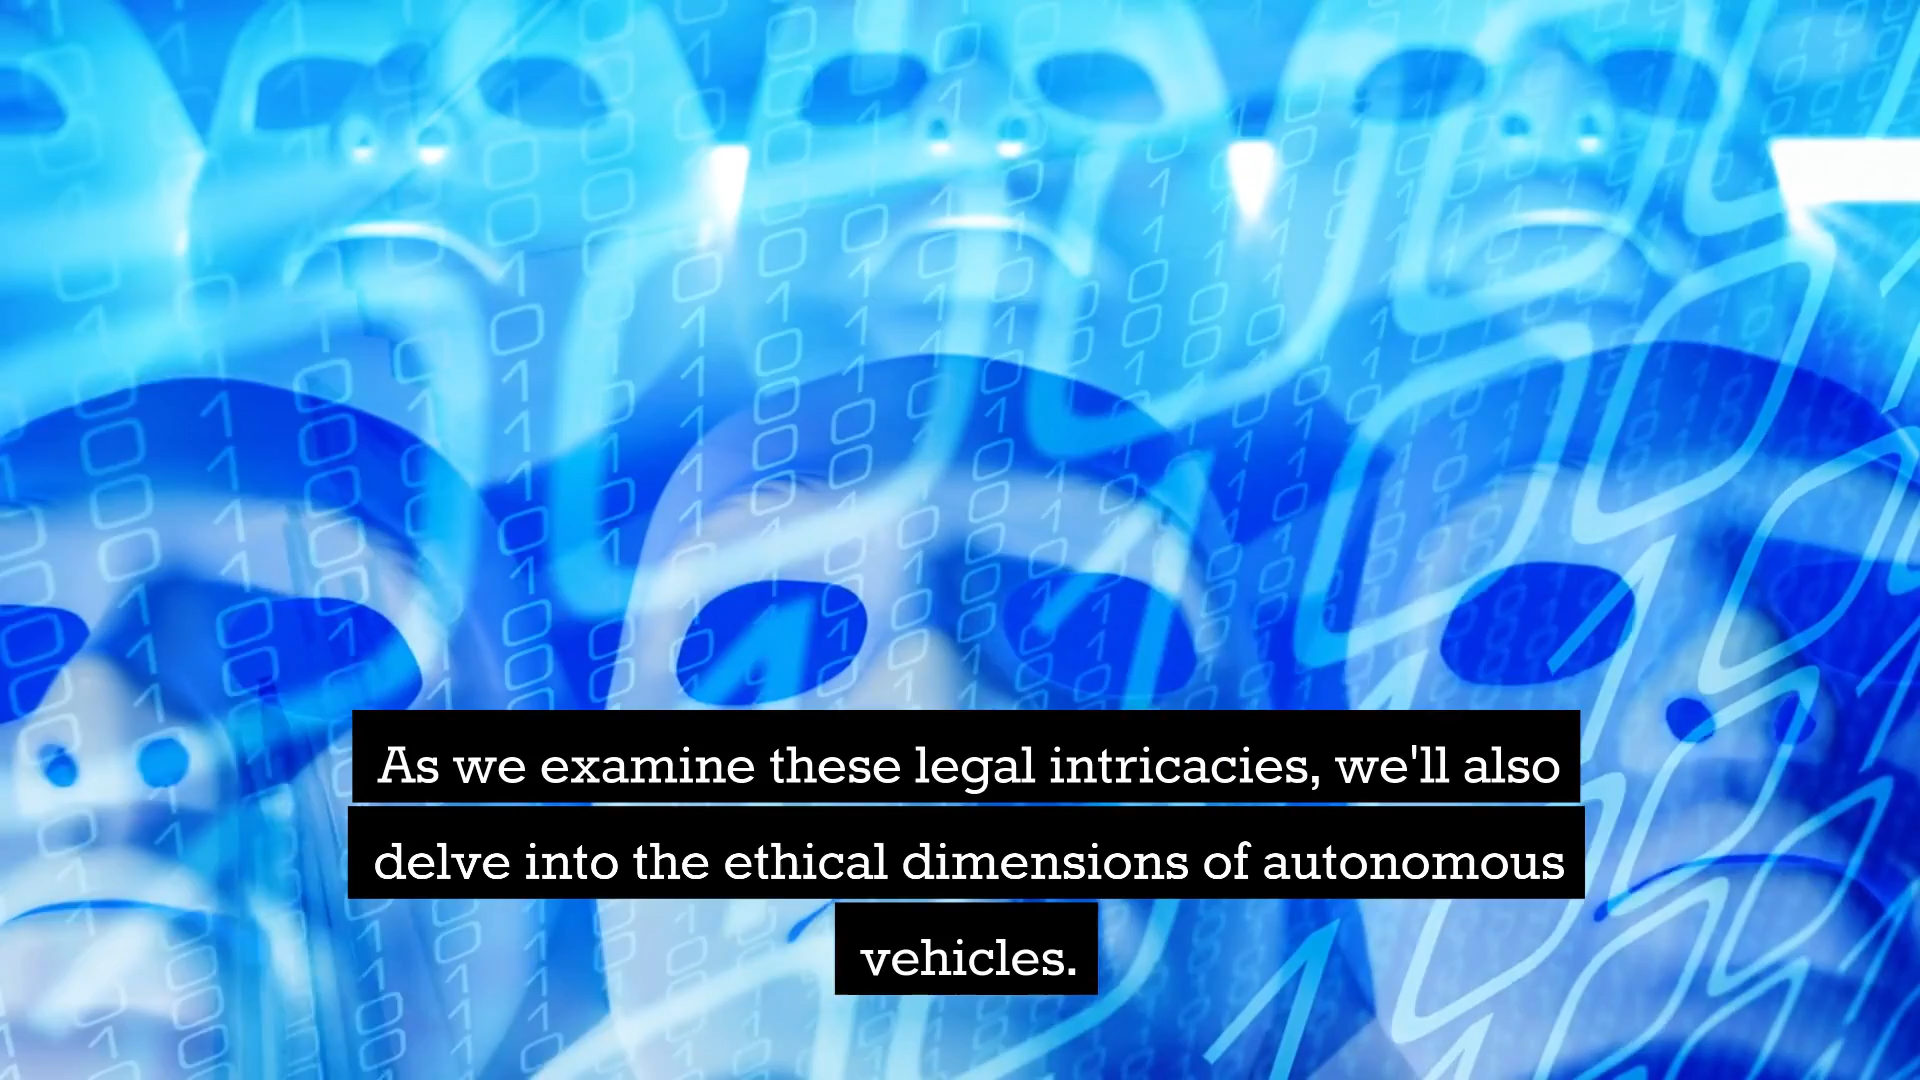 As we examine these legal intricacies, we'll also
delve into the ethical dimensions of autonomous
vehicles.